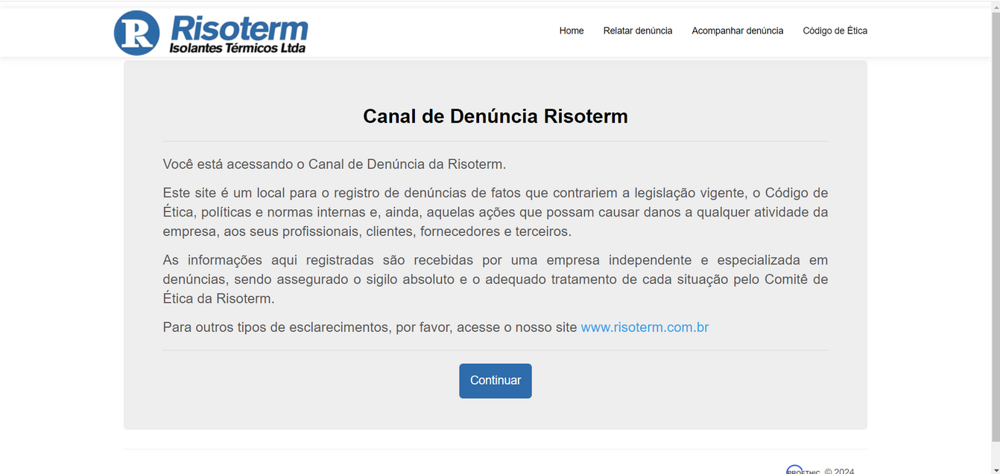 R Risoterm
Isolantes Térmicos Ltda
Home Relatar denúncia Acompanhar denúncia Código de Ética
Canal de Denúncia Risoterm
Você está acessando o Canal de Denúncia da Risoterm.
Este site é um local para o registro de denúncias de fatos que contrariem a legislação vigente, o Código de
Ética, políticas e normas internas e, ainda, aquelas ações que possam causar danos a qualquer atividade da
empresa, aos seus profissionais, clientes, fornecedores e terceiros.
As informações aqui registradas são recebidas por uma empresa independente e especializada em
denúncias, sendo assegurado o sigilo absoluto e o adequado tratamento de cada situação pelo Comitê de
Ética da Risoterm.
Para outros tipos de esclarecimentos, por favor, acesse o nosso site www.risoterm.com.br
Continuar
PROETHIC © 2024